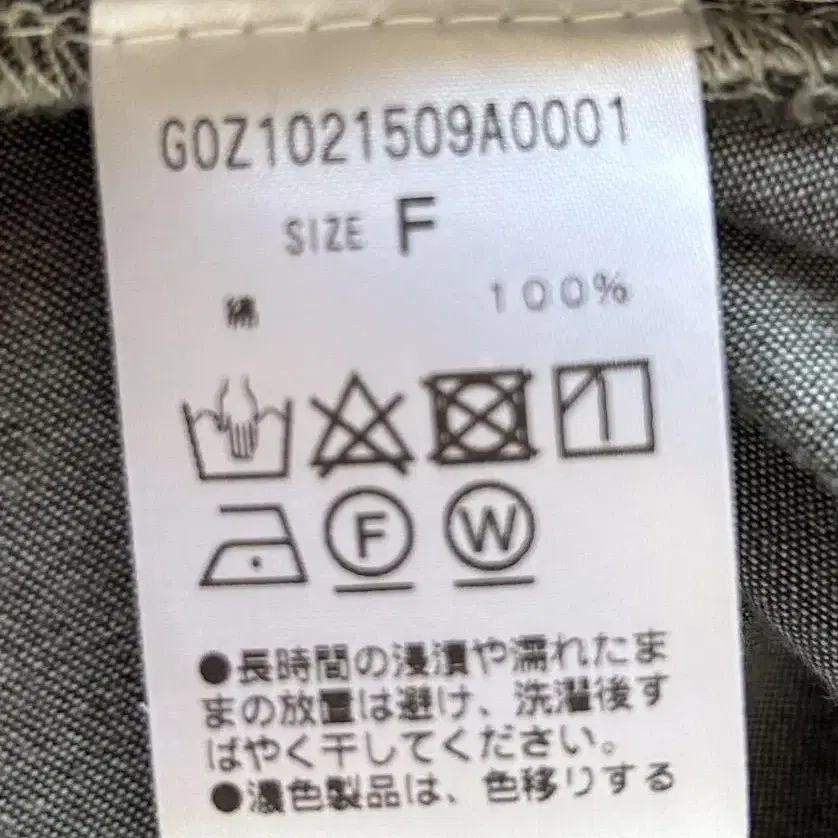 G0Z1021509A0001
SIZE F
綿 100%
F W
●長時間の浸漬や濡れたま
まの放置は避け、洗濯後す
ばやく干してください。
●濃色製品は、色移りする